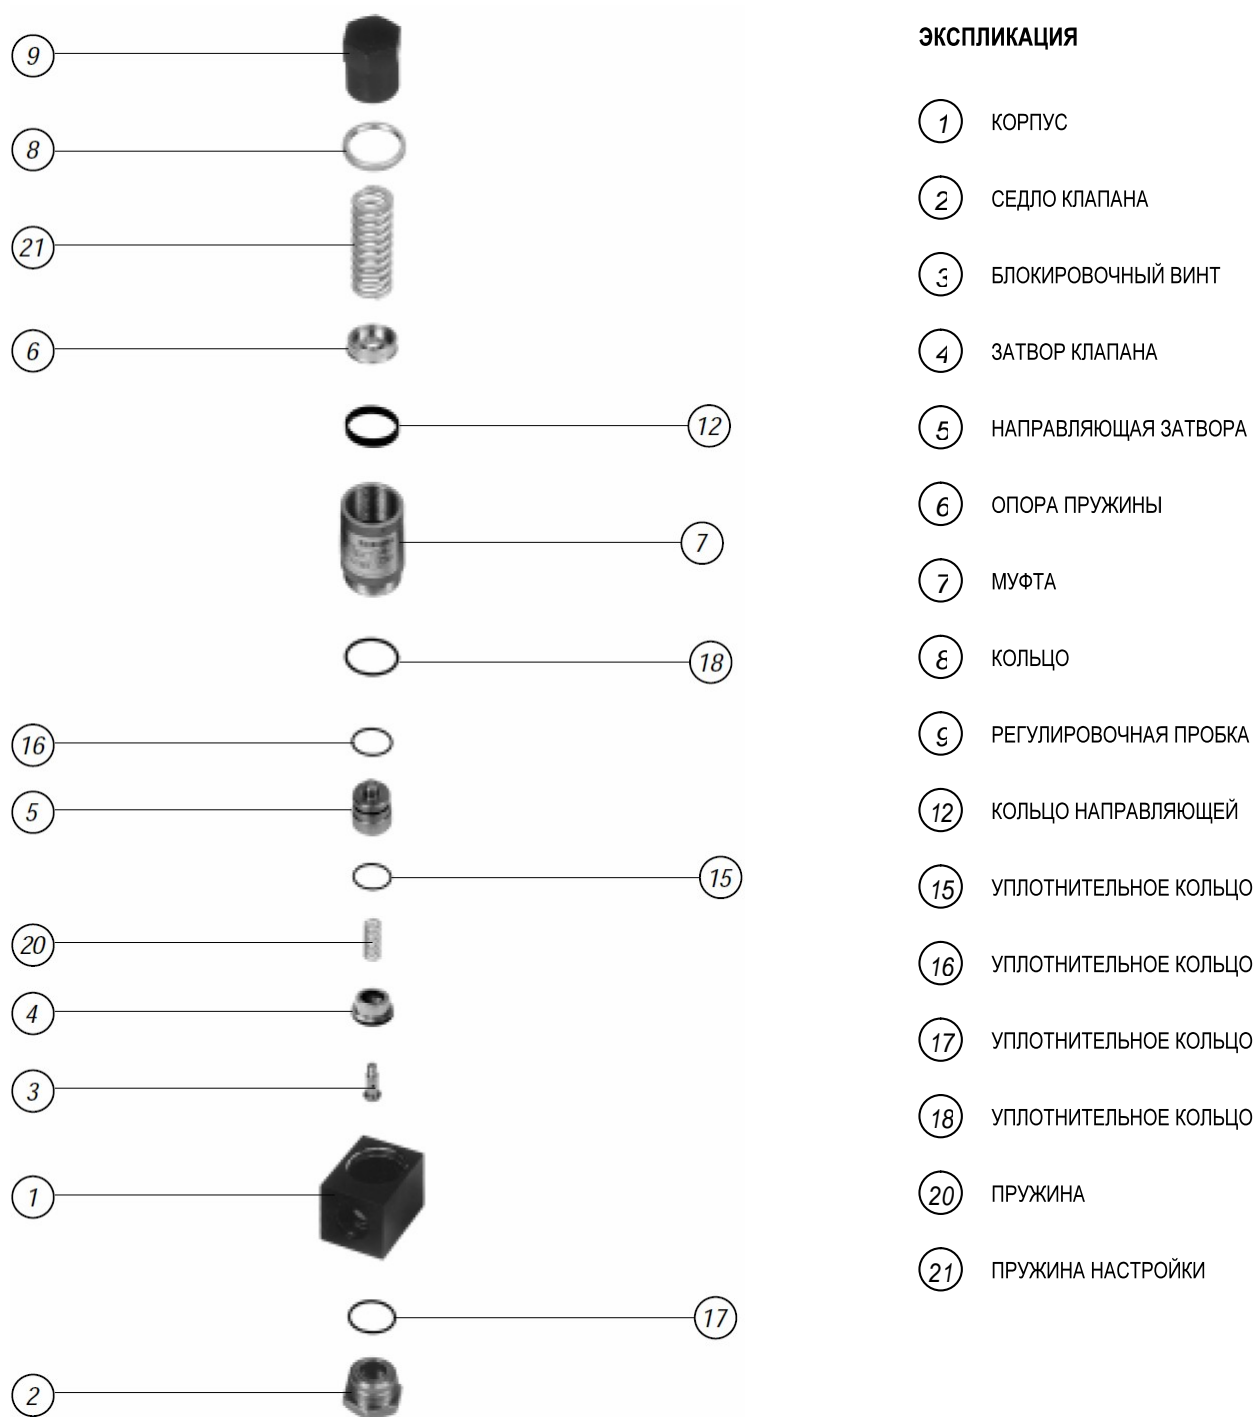 ЭКСПЛИКАЦИЯ
1 КОРПУС
2 СЕДЛО КЛАПАНА
3 БЛОКИРОВОЧНЫЙ ВИНТ
4 ЗАТВОР КЛАПАНА
5 НАПРАВЛЯЮЩАЯ ЗАТВОРА
6 ОПОРА ПРУЖИНЫ
7 МУФТА
8 КОЛЬЦО
9 РЕГУЛИРОВОЧНАЯ ПРОБКА
12 КОЛЬЦО НАПРАВЛЯЮЩЕЙ
15 УПЛОТНИТЕЛЬНОЕ КОЛЬЦО
16 УПЛОТНИТЕЛЬНОЕ КОЛЬЦО
17 УПЛОТНИТЕЛЬНОЕ КОЛЬЦО
18 УПЛОТНИТЕЛЬНОЕ КОЛЬЦО
20 ПРУЖИНА
21 ПРУЖИНА НАСТРОЙКИ
9
8
21
6
12
7
18
16
5
15
20
4
3
1
17
2